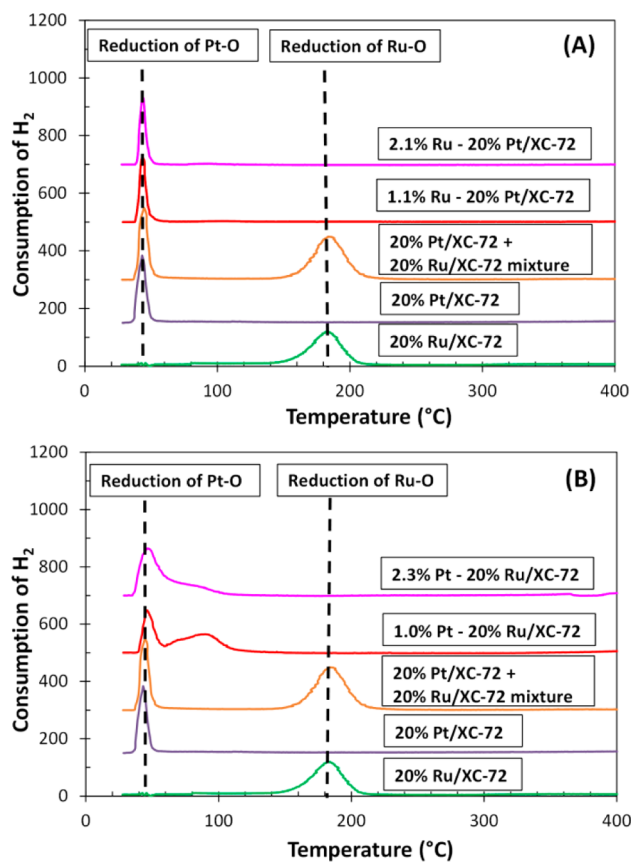 1200
Reduction of Pt-O
Reduction of Ru-O
(A)
1000
800
2.1% Ru - 20% Pt/XC-72
600
1.1% Ru - 20% Pt/XC-72
400
20% Pt/XC-72 +
20% Ru/XC-72 mixture
200
20% Pt/XC-72
20% Ru/XC-72
0
Consumption of H₂
0
100
200
300
400
Temperature (°C)
1200
Reduction of Pt-O
Reduction of Ru-O
(B)
1000
800
2.3% Pt - 20% Ru/XC-72
600
1.0% Pt - 20% Ru/XC-72
400
20% Pt/XC-72 +
20% Ru/XC-72 mixture
200
20% Pt/XC-72
20% Ru/XC-72
0
Consumption of H₂
0
100
200
300
400
Temperature (°C)